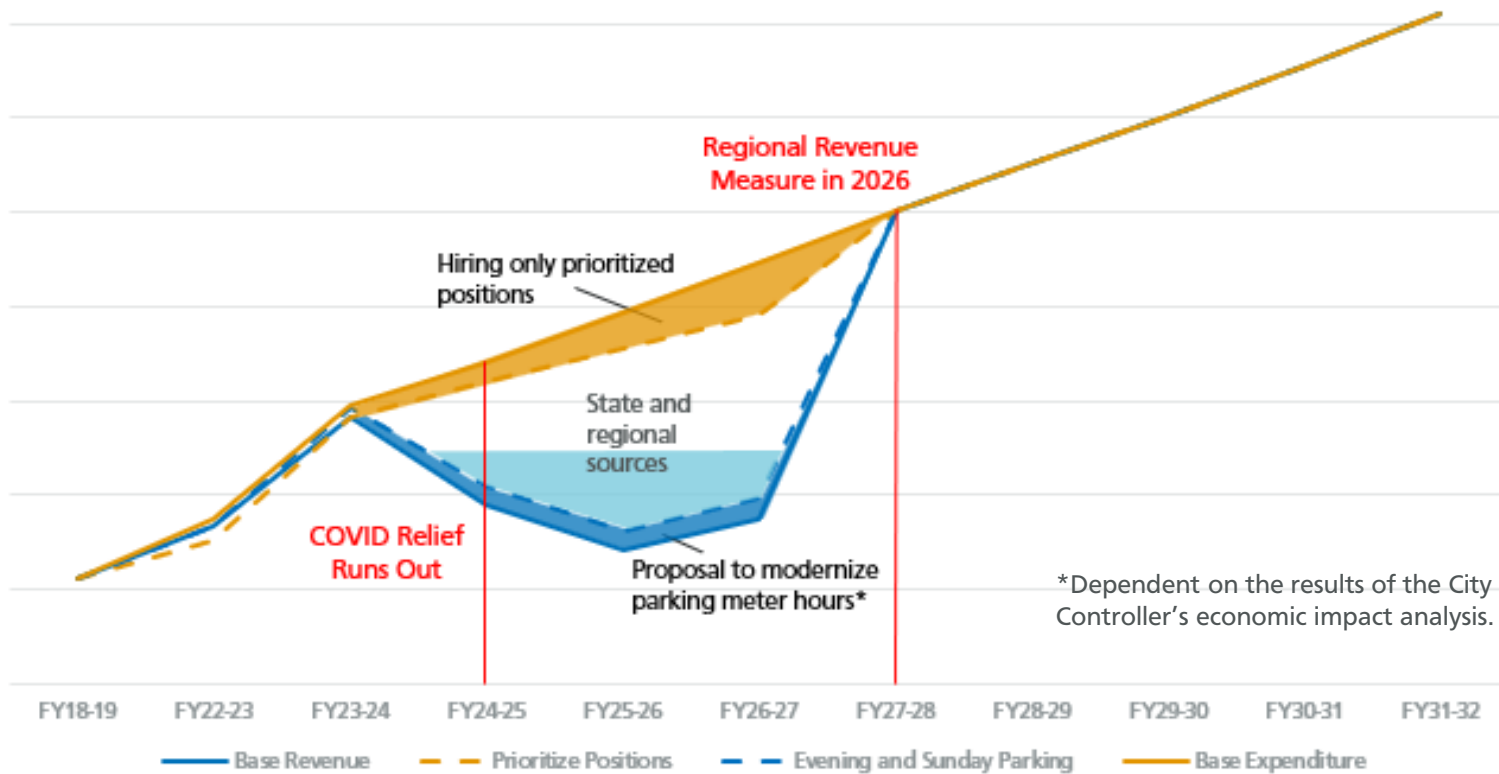 Regional Revenue
Measure in 2026
Hiring only prioritized
positions
State and
regional
sources
COVID Relief
Runs Out
Proposal to modernize
parking meter hours*
*Dependent on the results of the City
Controller’s economic impact analysis.
FY18-19 FY22-23 FY23-24 FY24-25 FY25-26 FY26-27 FY27-28 FY28-29 FY29-30 FY30-31 FY31-32
Base Revenue Prioritize Positions Evening and Sunday Parking Base Expenditure